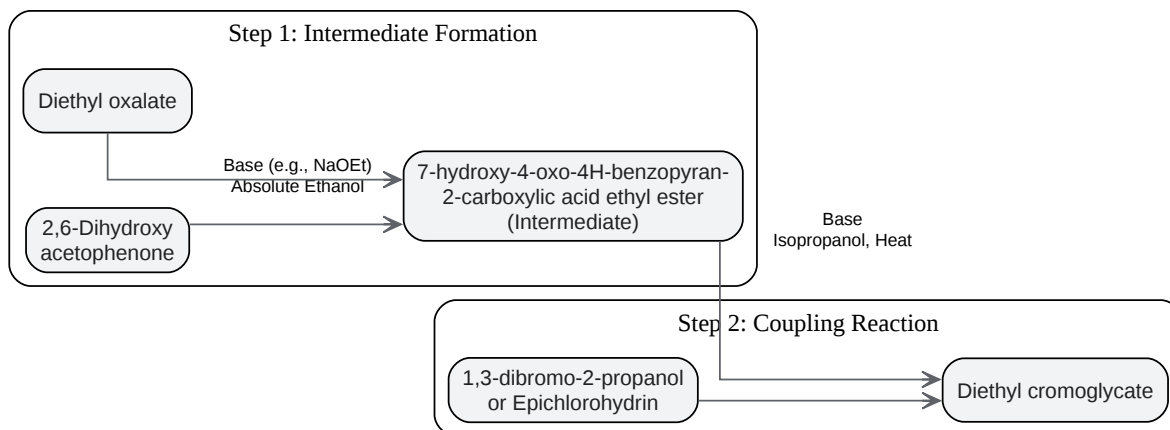 Step 1: Intermediate Formation
Diethyl oxalate
Base (e.g., NaOEt)
Absolute Ethanol
2,6-Dihydroxy
acetophenone
7-hydroxy-4-oxo-4H-benzopyran-
2-carboxylic acid ethyl ester
(Intermediate)
Base
Isopropanol, Heat
Step 2: Coupling Reaction
1,3-dibromo-2-propanol
or Epichlorohydrin
Diethyl cromoglycate